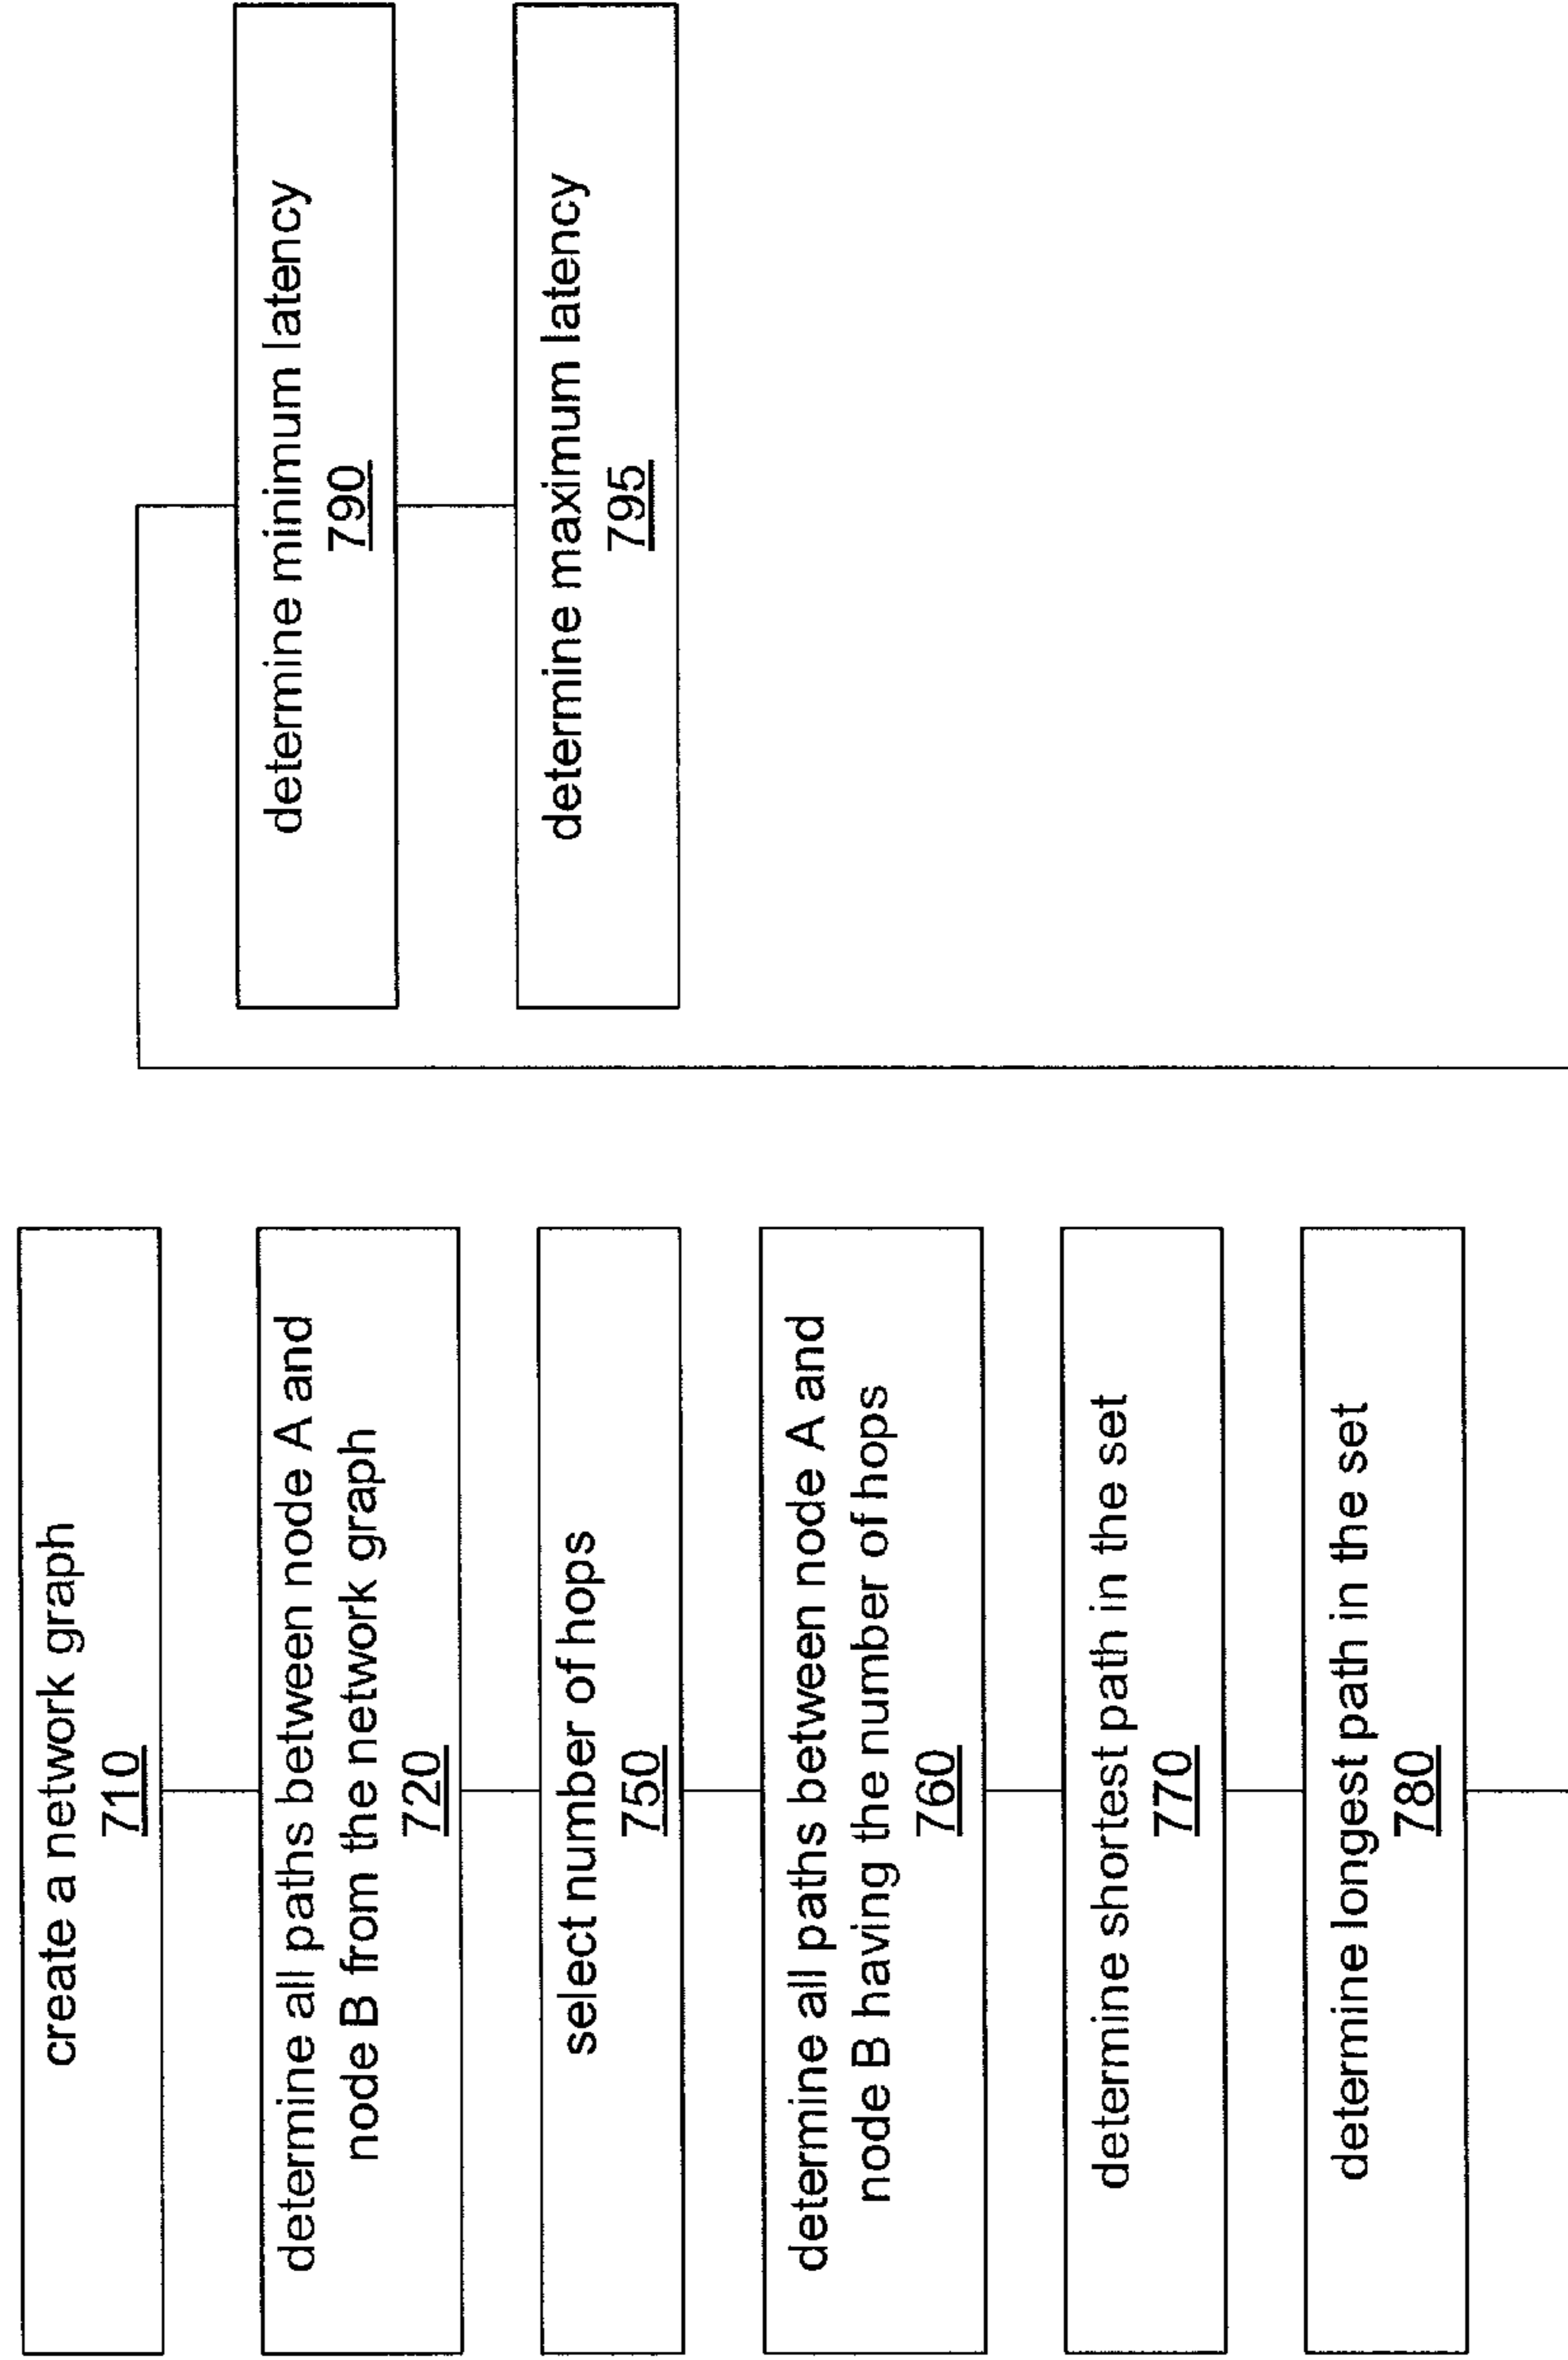 create a network graph
710
determine all paths between node A and
node B from the network graph
720
select number of hops
750
determine all paths between node A and
node B having the number of hops
760
determine shortest path in the set
770
determine longest path in the set
780
determine minimum latency
790
determine maximum latency
795